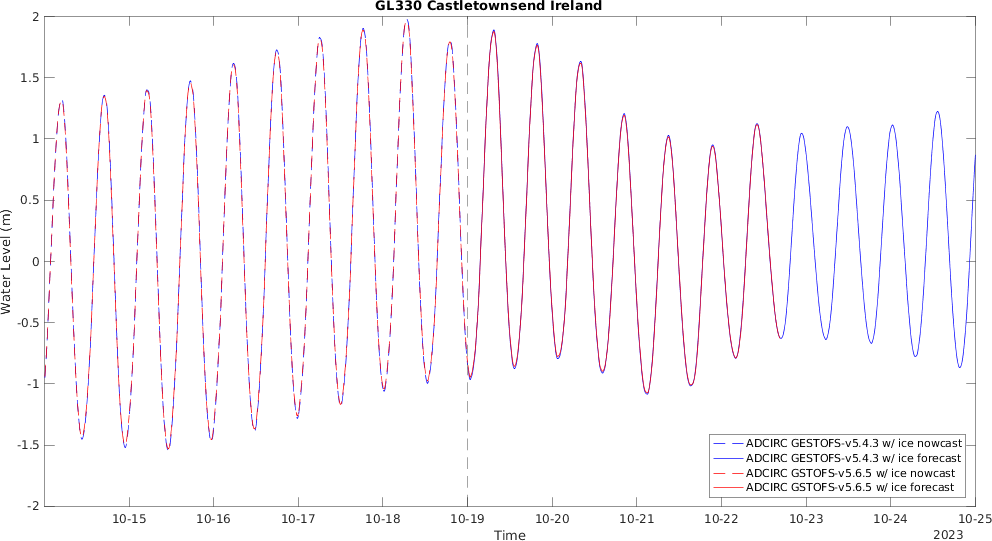 GL330 Castletownsend Ireland
2
1.5
1
0.5
0
-0.5
-1
-1.5
-2
Water Level (m)
10-15 10-16 10-17 10-18 10-19 10-20 10-21 10-22 10-23 10-24 10-25
Time
2023
ADCIRC GESTOFS-v5.4.3 w/ ice nowcast
ADCIRC GESTOFS-v5.4.3 w/ ice forecast
ADCIRC GSTOFS-v5.6.5 w/ ice nowcast
ADCIRC GSTOFS-v5.6.5 w/ ice forecast